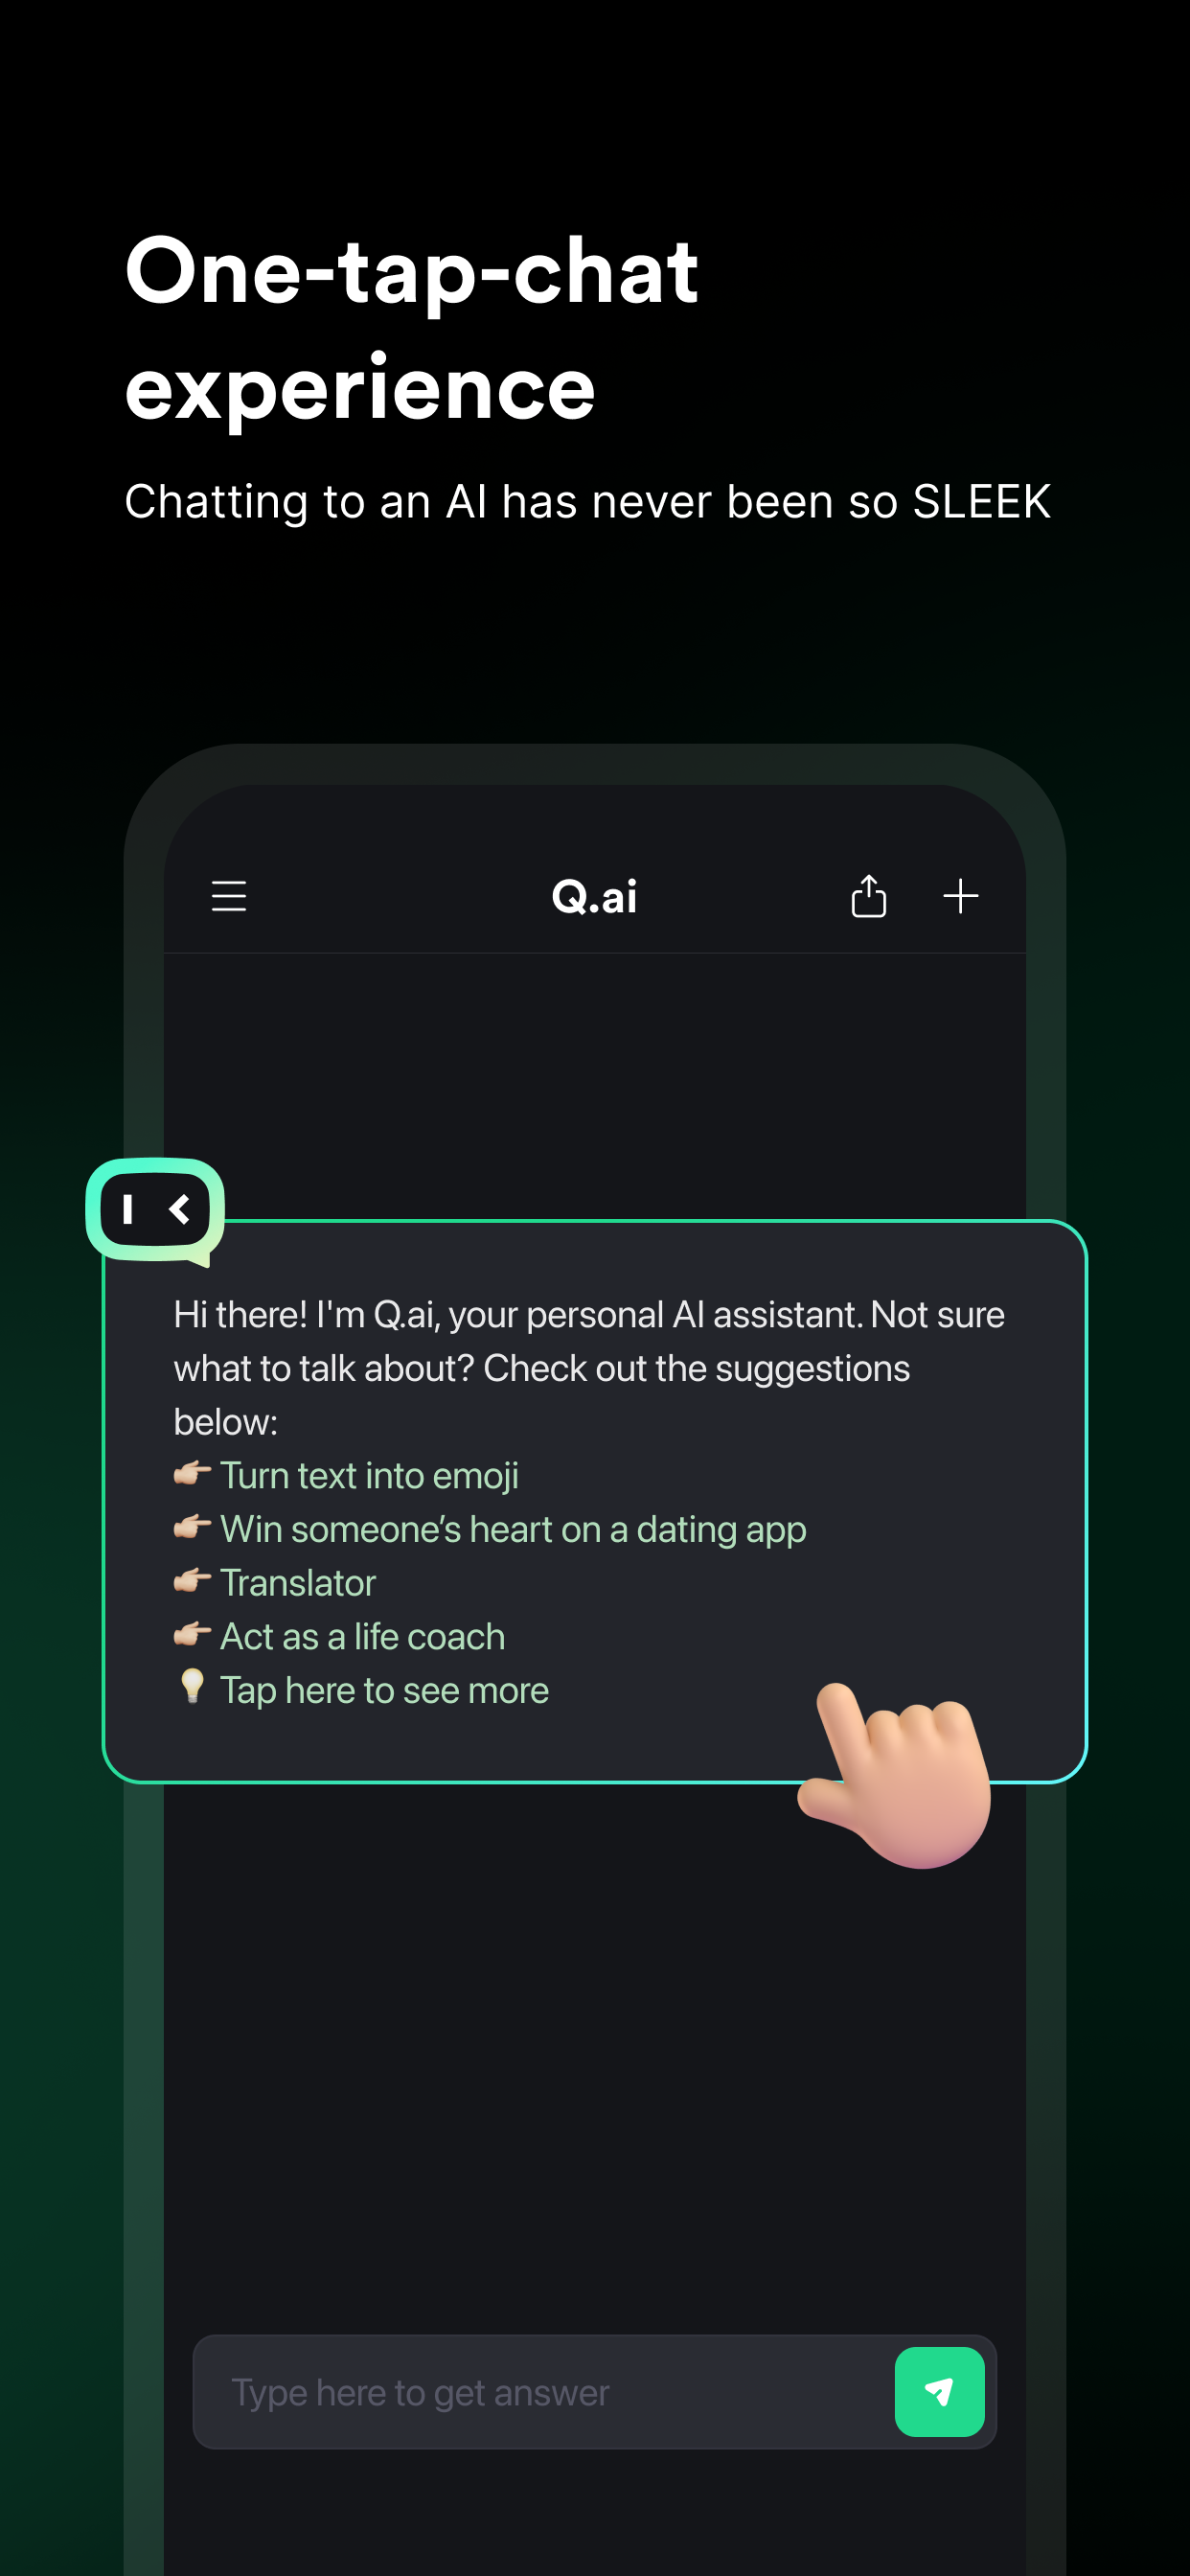 One-tap-chat
experience
Chatting to an AI has never been so SLEEK
Q.ai
Hi there! I'm Q.ai, your personal AI assistant. Not sure
what to talk about? Check out the suggestions
below:
👉🏼 Turn text into emoji
👉🏼 Win someone’s heart on a dating app
👉🏼 Translator
👉🏼 Act as a life coach
💡 Tap here to see more
Type here to get answer